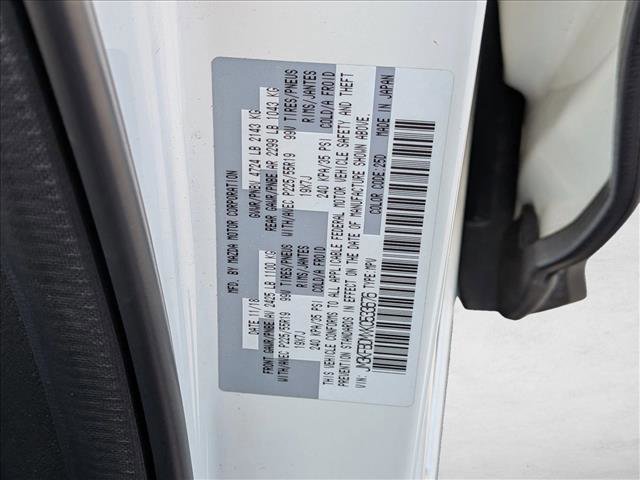 MFD. BY MAZDA MOTOR CORPORATION
DATE 11/18 GVWR/PNBV 4724 LB 2143 KG
FRONT GAWR/PNBE AV 2425 LB 1100 KG REAR GAWR/PNBE AR 2299 LB 1043 KG
WITH/AVEC P225/55R19 99V TIRES/PNEUS WITH/AVEC P225/55R19 99V TIRES/PNEUS
19X7J RIMS/JANTES 19X7J RIMS/JANTES
240 KPA/35 PSI COLD/A FROID 240 KPA/35 PSI COLD/A FROID
THIS VEHICLE CONFORMS TO ALL APPLICABLE FEDERAL MOTOR VEHICLE SAFETY AND THEFT
PREVENTION STANDARDS IN EFFECT ON THE DATE OF MANUFACTURE SHOWN ABOVE.
VIN: TYPE: MPV COLOR CODE: 25D
MADE IN JAPAN